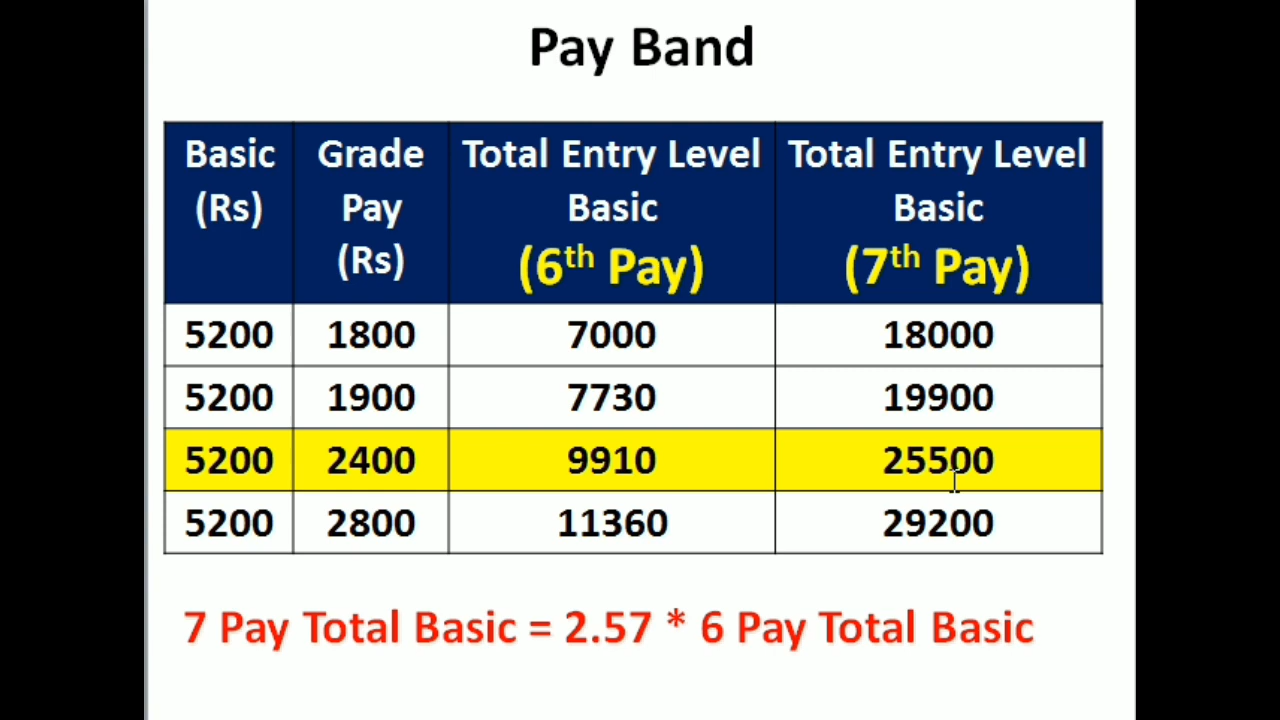 Pay Band
Basic (Rs) Grade Pay (Rs) Total Entry Level Basic (6th Pay) Total Entry Level Basic (7th Pay)
5200 1800 7000 18000
5200 1900 7730 19900
5200 2400 9910 25500
5200 2800 11360 29200
7 Pay Total Basic = 2.57 * 6 Pay Total Basic